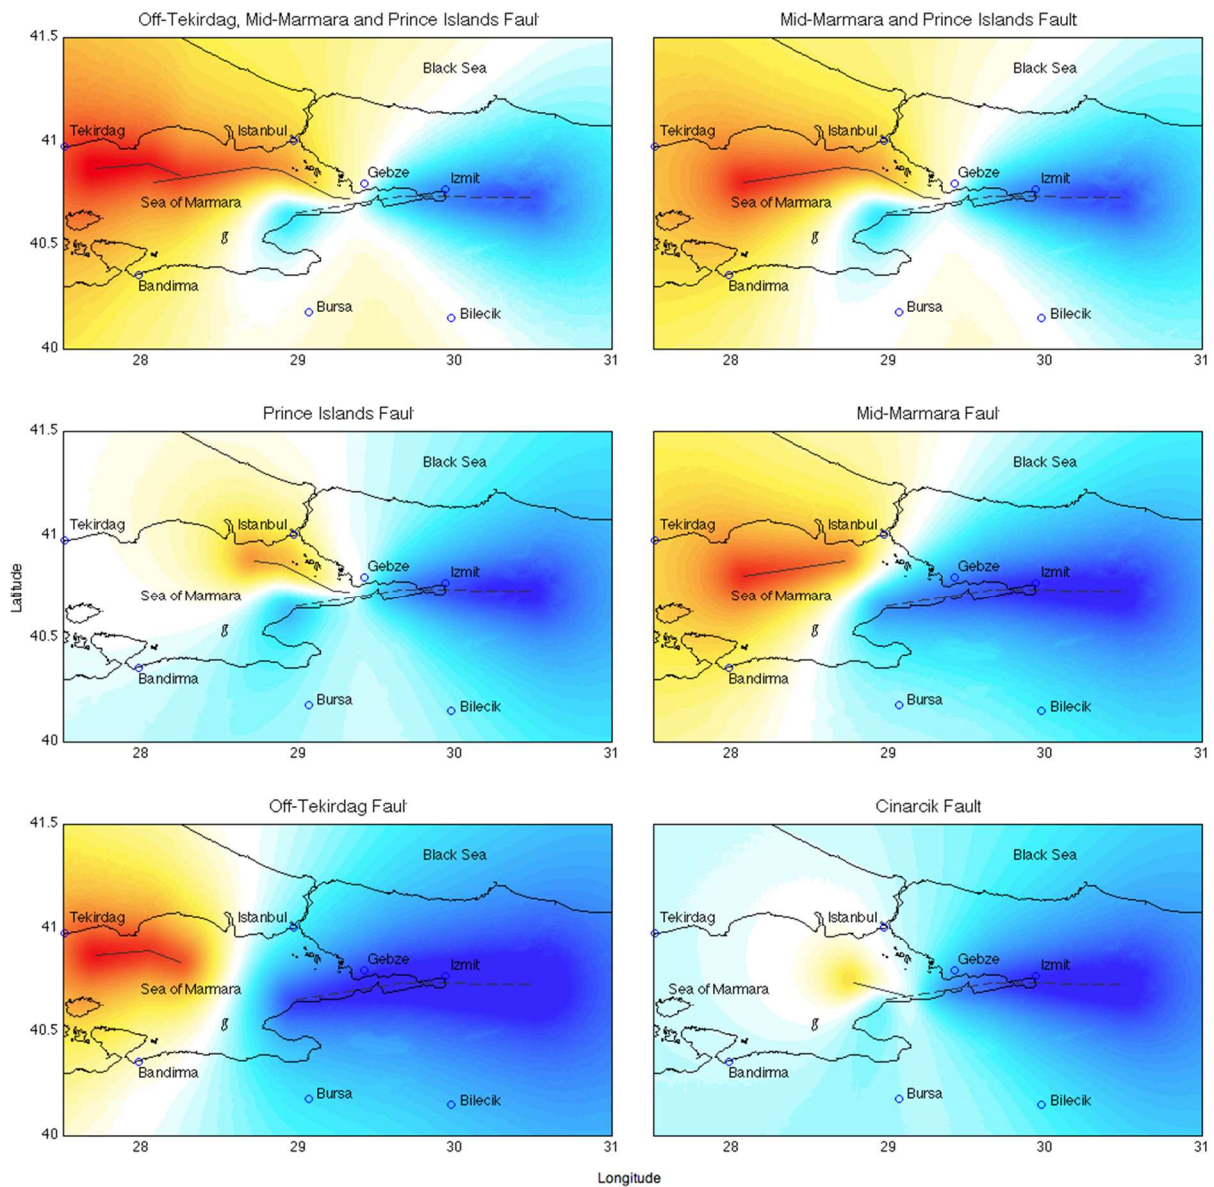 Off-Tekirdag, Mid-Marmara and Prince Islands Faul
Mid-Marmara and Prince Islands Fault
41.5
Black Sea
Black Sea
Tekirdag
Istanbul
Tekirdag
Istanbul
41
Gebze
Izmit
Gebze
Izmit
Sea of Marmara
Sea of Marmara
40.5
Bandirma
Bandirma
Bursa
Bilecik
Bursa
Bilecik
40
28
29
30
31
28
29
30
31
Prince Islands Faul
Mid-Marmara Faul
41.5
Black Sea
Black Sea
Tekirdag
Istanbul
Tekirdag
Istanbul
41
Gebze
Izmit
Gebze
Izmit
Latitude
Sea of Marmara
Sea of Marmara
40.5
Bandirma
Bandirma
Bursa
Bilecik
Bursa
Bilecik
40
28
29
30
31
28
29
30
31
Off-Tekirdag Faul
Cinarcik Fault
41.5
Black Sea
Black Sea
Tekirdag
Istanbul
Tekirdag
Istanbul
41
Gebze
Izmit
Gebze
Izmit
Sea of Marmara
Sea of Marmara
40.5
Bandirma
Bandirma
Bursa
Bilecik
Bursa
Bilecik
40
28
29
30
31
28
29
30
31
Longitude